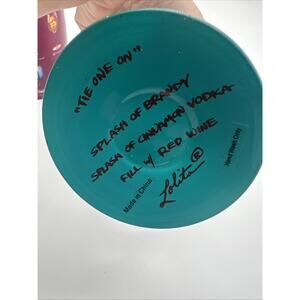 "TIE ONE ON"
SPLASH OF BRANDY
SPLASH OF CINNAMON VODKA
FILL W/ RED WINE
Made in China
Lolita®
Hand Wash Only